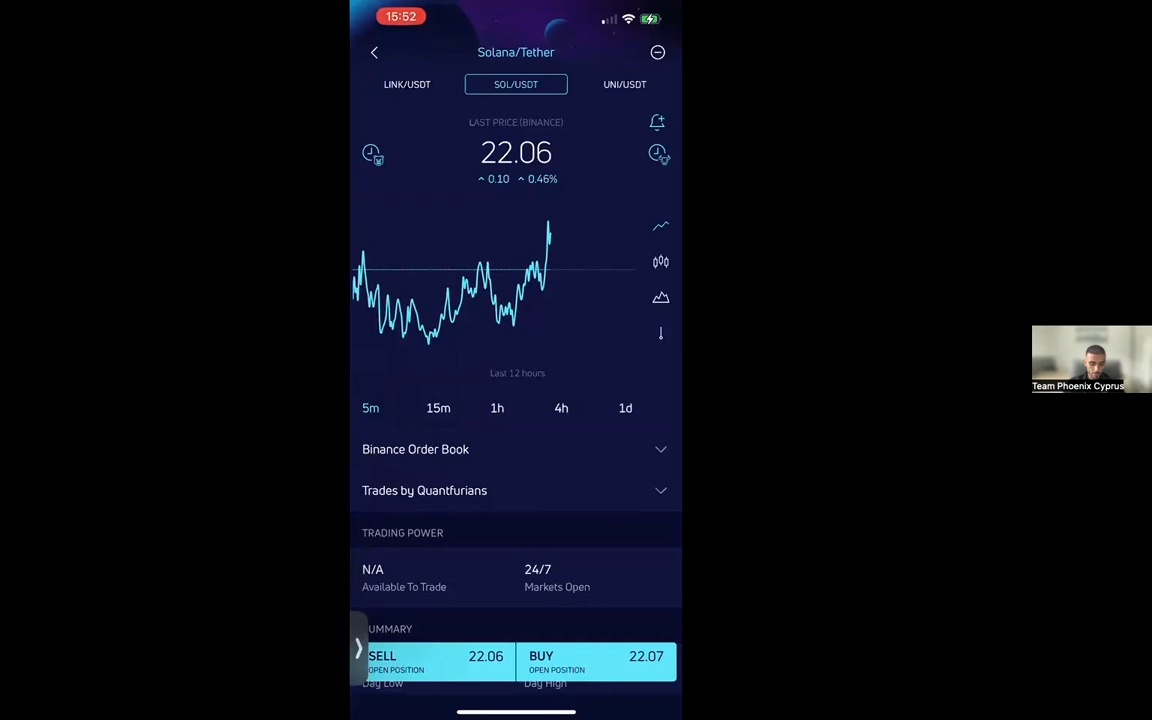 15:52
Solana/Tether
LINK/USDT
SOL/USDT
UNI/USDT
LAST PRICE (BINANCE)
22.06
0.10 0.46%
Last 12 hours
5m 15m 1h 4h 1d
Binance Order Book
Trades by Quantfurians
TRADING POWER
N/A
Available To Trade
24/7
Markets Open
UMMARY
SELL 22.06
OPEN POSITION
BUY 22.07
OPEN POSITION
Day Low
Day High
Team Phoenix Cyprus